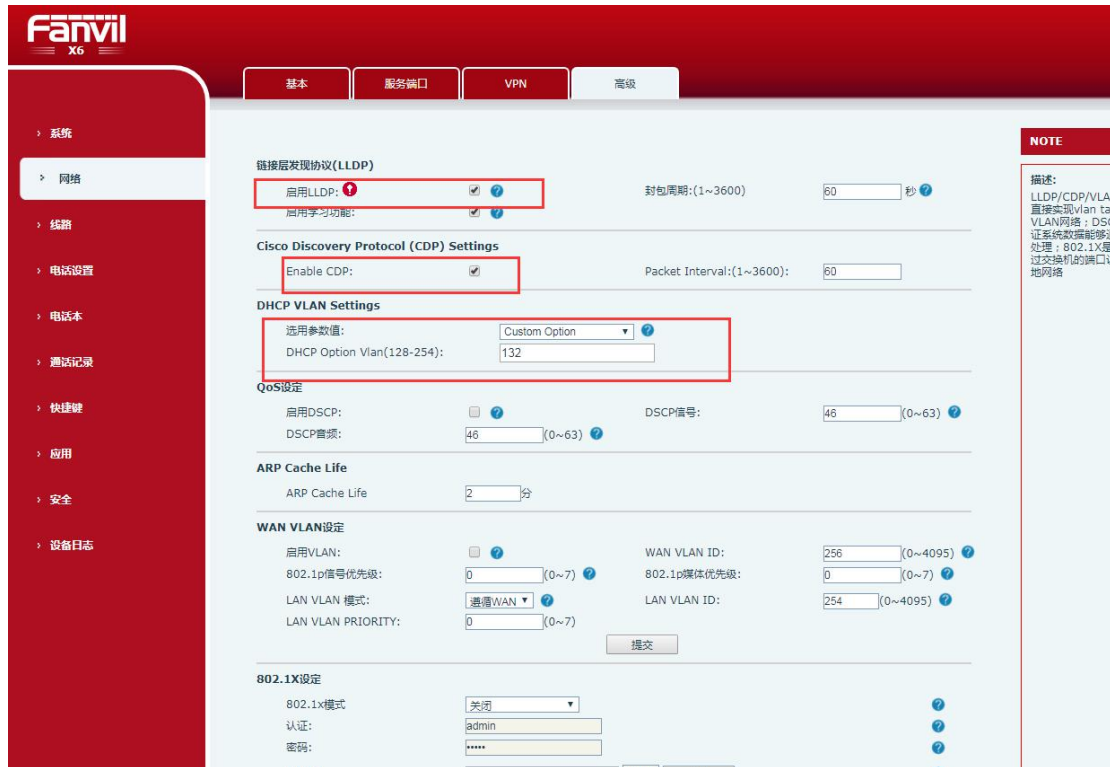 Fanvil
X6
基本 服务端口 VPN 高级
系统
网络
线路
电话设置
电话本
通话记录
快捷键
应用
安全
设备日志
链接层发现协议(LLDP)
启用LLDP: 封包周期:(1~3600) 60 秒
启用学习功能:
Cisco Discovery Protocol (CDP) Settings
Enable CDP: Packet Interval:(1~3600): 60
DHCP VLAN Settings
选用参数值: Custom Option
DHCP Option Vlan(128-254): 132
QoS设定
启用DSCP: DSCP信号: 46 (0~63)
DSCP音频: 46 (0~63)
ARP Cache Life
ARP Cache Life 2 分
WAN VLAN设定
启用VLAN: WAN VLAN ID: 256 (0~4095)
802.1p信号优先级: 0 (0~7) 802.1p媒体优先级: 0 (0~7)
LAN VLAN 模式: 遵循WAN LAN VLAN ID: 254 (0~4095)
LAN VLAN PRIORITY: 0 (0~7)
提交
802.1X设定
802.1x模式 关闭
认证: admin
密码: •••••
NOTE
描述:
LLDP/CDP/VLA
直接实现vlan ta
VLAN网络；DSC
证系统数据能够
处理；802.1X是
过交换机的端口
地网络